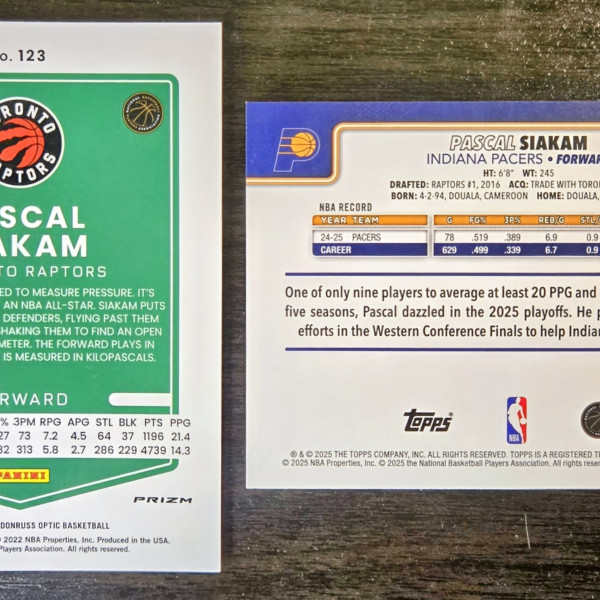 o. 123
TORONTO
RAPTORS
SCAL
AKAM
TO RAPTORS
ED TO MEASURE PRESSURE. IT'S
AN NBA ALL-STAR. SIAKAM PUTS
DEFENDERS, FLYING PAST THEM
SHAKING THEM TO FIND AN OPEN
METER. THE FORWARD PLAYS IN
IS MEASURED IN KILOPASCALS.
RWARD
% 3PM RPG APG STL BLK PTS PPG
27 73 7.2 4.5 64 37 1196 21.4
32 313 5.8 2.7 286 229 4739 14.3
PANINI
PRIZM
DONRUSS OPTIC BASKETBALL
© 2022 NBA Properties, Inc. Produced in the USA.
Players Association. All rights reserved.
PASCAL SIAKAM
INDIANA PACERS • FORWARD
HT: 6'8" WT: 245
DRAFTED: RAPTORS #1, 2016 ACQ: TRADE WITH TORON
BORN: 4-2-94, DOUALA, CAMEROON HOME: DOUALA,
NBA RECORD
YEAR TEAM G FG% 3P% REB/G STL/
24-25 PACERS 78 .519 .389 6.9 0.9
CAREER 629 .499 .339 6.7 0.9
One of only nine players to average at least 20 PPG and
five seasons, Pascal dazzled in the 2025 playoffs. He p
efforts in the Western Conference Finals to help Indian
Topps
NBA
® & © 2025 THE TOPPS COMPANY, INC. ALL RIGHTS RESERVED. TOPPS IS A REGISTERED T
© 2025 NBA Properties, Inc. © 2025 the National Basketball Players Association. All rights rese